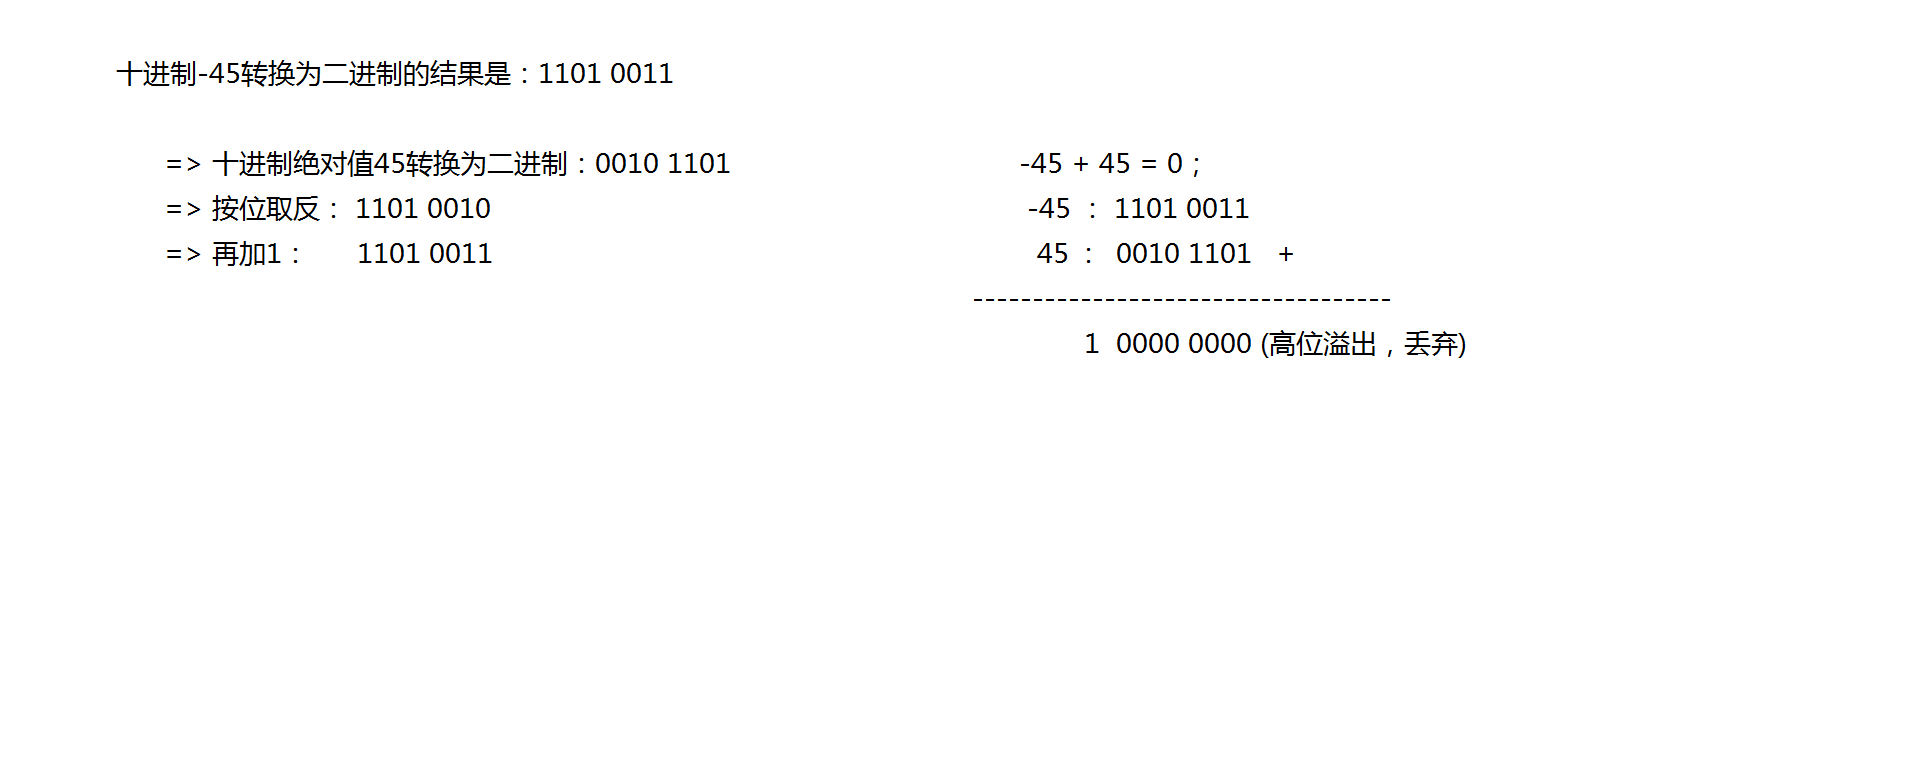 十进制-45转换为二进制的结果是：1101 0011
=> 十进制绝对值45转换为二进制：0010 1101
=> 按位取反： 1101 0010
=> 再加1： 1101 0011
-45 + 45 = 0；
-45 ： 1101 0011
45 ： 0010 1101 +
-----------------------------------
1 0000 0000 (高位溢出，丢弃)